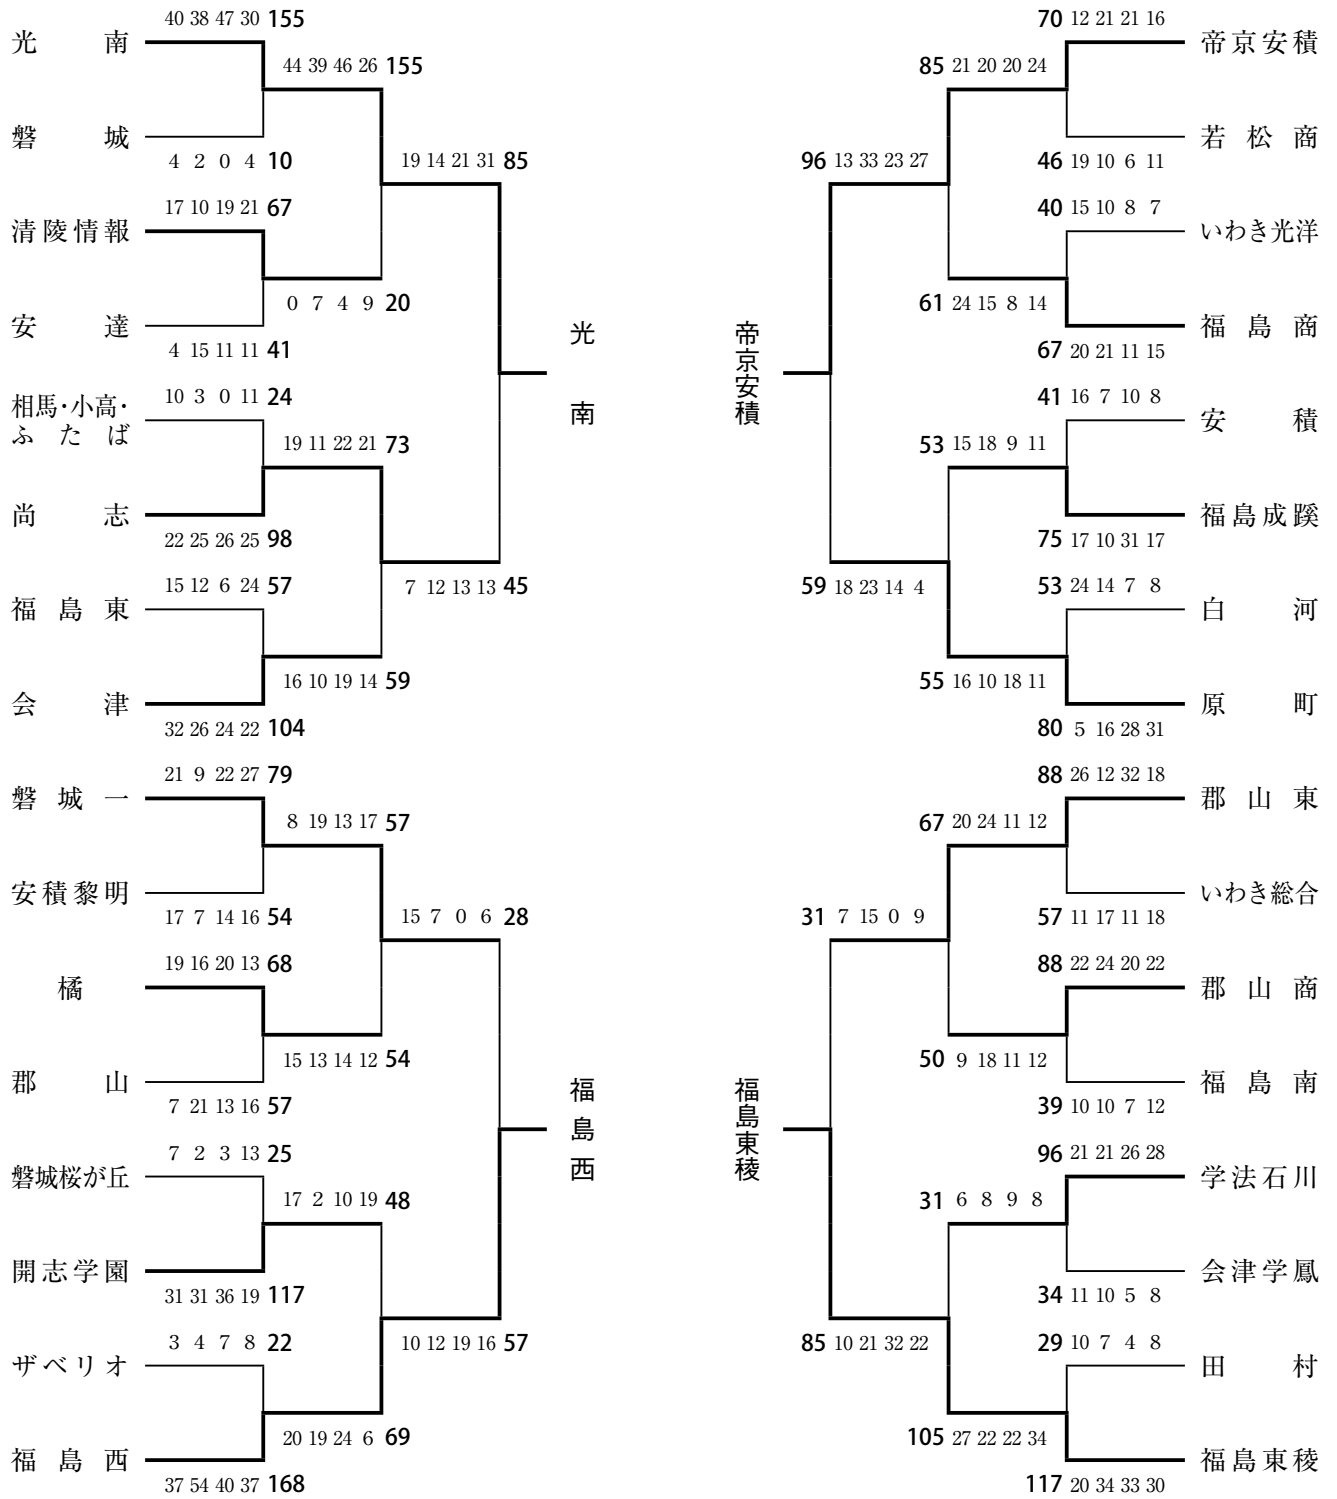 40 38 47 30 155
光南
44 39 46 26 155
磐城
4 2 0 4 10
19 14 21 31 85
17 10 19 21 67
清陵情報
0 7 4 9 20
安達
4 15 11 11 41
光南
10 3 0 11 24
相馬・小高・
ふたば
19 11 22 21 73
尚志
22 25 26 25 98
15 12 6 24 57
7 12 13 13 45
福島東
16 10 19 14 59
会津
32 26 24 22 104
21 9 22 27 79
磐城一
8 19 13 17 57
安積黎明
17 7 14 16 54
15 7 0 6 28
19 16 20 13 68
橘
15 13 14 12 54
郡山
7 21 13 16 57
福島西
7 2 3 13 25
磐城桜が丘
17 2 10 19 48
開志学園
31 31 36 19 117
3 4 7 8 22
10 12 19 16 57
ザベリオ
20 19 24 6 69
福島西
37 54 40 37 168
70 12 21 21 16
帝京安積
85 21 20 20 24
若松商
46 19 10 6 11
96 13 33 23 27
40 15 10 8 7
いわき光洋
61 24 15 8 14
福島商
67 20 21 11 15
帝京安積
41 16 7 10 8
安積
53 15 18 9 11
福島成蹊
75 17 10 31 17
59 18 23 14 4
53 24 14 7 8
白河
55 16 10 18 11
原町
80 5 16 28 31
88 26 12 32 18
郡山東
67 20 24 11 12
いわき総合
57 11 17 11 18
31 7 15 0 9
88 22 24 20 22
郡山商
50 9 18 11 12
福島南
39 10 10 7 12
福島東稜
96 21 21 26 28
学法石川
31 6 8 9 8
会津学鳳
34 11 10 5 8
85 10 21 32 22
29 10 7 4 8
田村
105 27 22 22 34
福島東稜
117 20 34 33 30